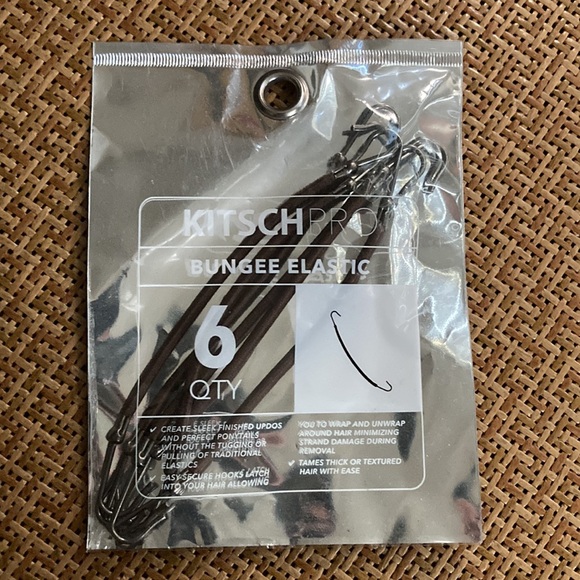 KITSCH PRO
BUNGEE ELASTIC
6
QTY
CREATE SLEEK FINISHED UPDOS
AND PERFECT PONYTAILS
WITHOUT THE TUGGING OR
PULLING OF TRADITIONAL
ELASTICS
EASY-SECURE HOOKS LATCH
INTO YOUR HAIR ALLOWING
YOU TO WRAP AND UNWRAP
AROUND HAIR MINIMIZING
STRAND DAMAGE DURING
REMOVAL
TAMES THICK OR TEXTURED
HAIR WITH EASE